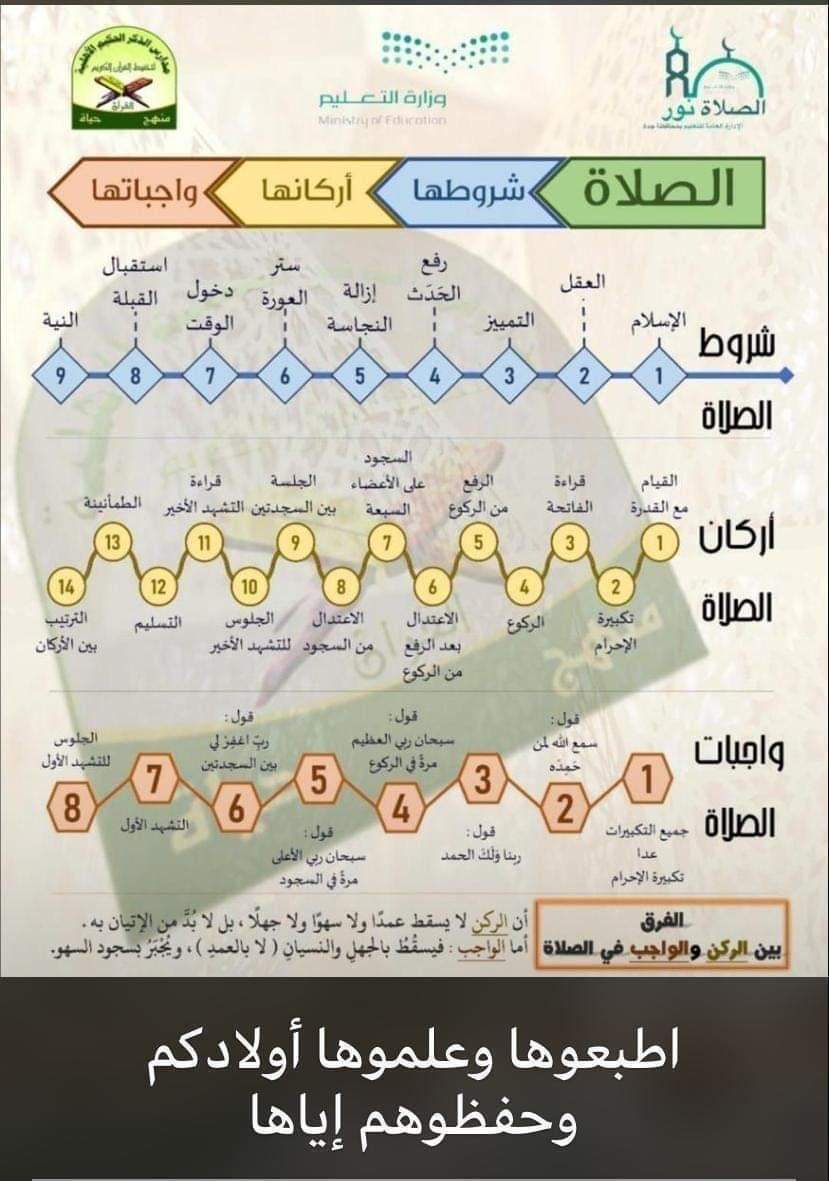 مدارس الذكر الحكيم الأهلية
لتحفيظ القرآن الكريم
القرآن
منهج حياة
وزارة التعـليم
Ministry of Education
الصلاة نور
الإدارة العامة للتعليم بمحافظة جدة
الصلاة شروطها أركانها واجباتها
شروط الصلاة
1 الإسلام
2 العقل
3 التمييز
4 رفع الحَدَث
5 إزالة النجاسة
6 ستر العورة
7 دخول الوقت
8 استقبال القبلة
9 النية
أركان الصلاة
1 القيام مع القدرة
2 تكبيرة الإحرام
3 قراءة الفاتحة
4 الركوع
5 الرفع من الركوع
6 الاعتدال بعد الرفع من الركوع
7 السجود على الأعضاء السبعة
8 الاعتدال من السجود
9 الجلسة بين السجدتين
10 الجلوس للتشهد الأخير
11 قراءة التشهد الأخير
12 التسليم
13 الطمأنينة
14 الترتيب بين الأركان
واجبات الصلاة
1 جميع التكبيرات عدا تكبيرة الإحرام
2 قول: سمع الله لمن حَمِدَه
3 قول: ربنا وَلَكَ الحمد
4 قول: سبحان ربي العظيم مرةً في الركوع
5 قول: سبحان ربي الأعلى مرةً في السجود
6 قول: ربّ اغفِرْ لي بين السجدتين
7 التشهد الأول
8 الجلوس للتشهد الأول
الفرق
بين الركن والواجب في الصلاة
أن الركن لا يسقط عمدًا ولا سهوًا ولا جهلًا، بل لا بُدَّ من الإتيان به.
أما الواجب: فيسقُطُ بالجهلِ والنسيانِ (لا بالعمدِ)، ويُجْبَرُ بسجود السهو.
اطبعوها وعلموها أولادكم
وحفظوهم إياها